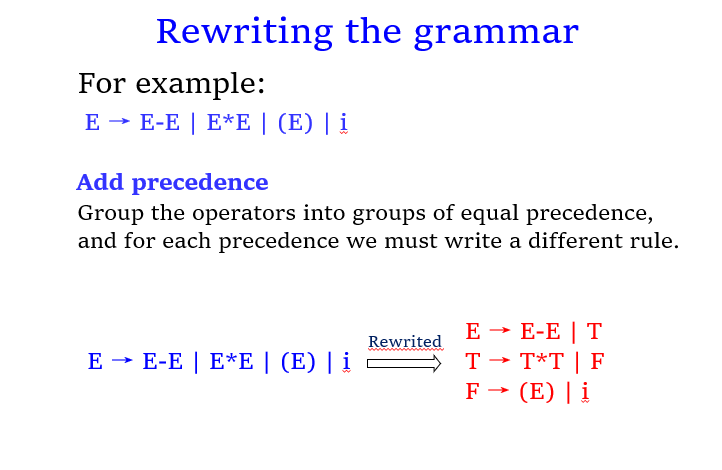 Rewriting the grammar
For example:
E → E-E | E*E | (E) | i
Add precedence
Group the operators into groups of equal precedence,
and for each precedence we must write a different rule.
E → E-E | E*E | (E) | i
Rewrited
E → E-E | T
T → T*T | F
F → (E) | i